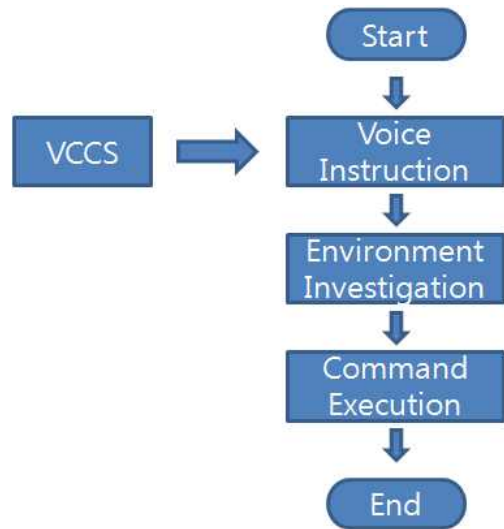 Start
VCCS
Voice
Instruction
Environment
Investigation
Command
Execution
End